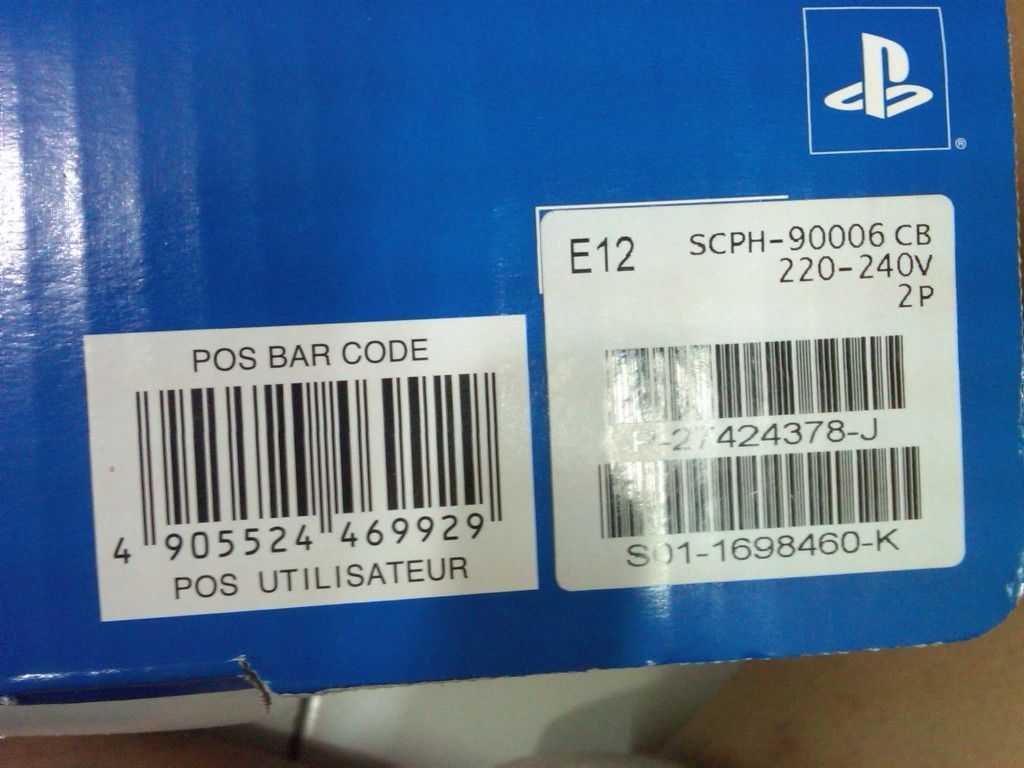 ®
E12
SCPH-90006 CB
220-240V
2P
P-27424378-J
S01-1698460-K
POS BAR CODE
4 905524 469929
POS UTILISATEUR